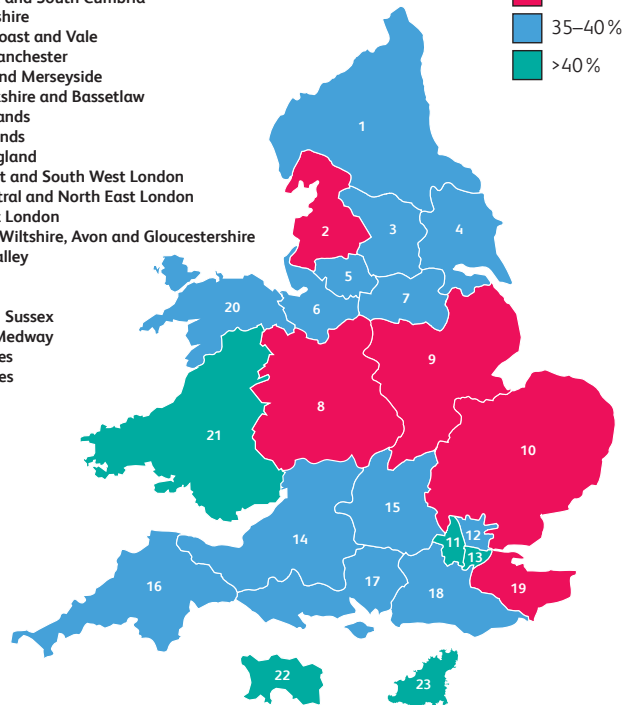 and South Cumbria
shire
oast and Vale
anchester
nd Merseyside
shire and Bassetlaw
ands
nds
gland
t and South West London
tral and North East London
London
Wiltshire, Avon and Gloucestershire
alley
Sussex
Medway
es
es
35–40 %
>40 %
1
2
3
4
5
6
7
20
9
8
21
10
15
11
12
13
14
16
17
18
19
22
23